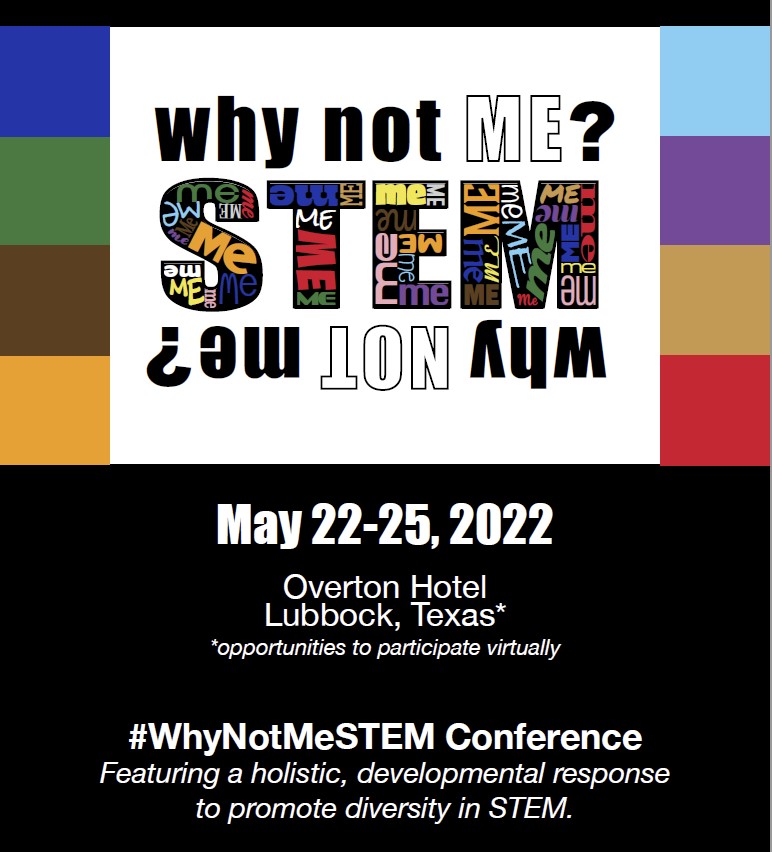 why not ME?
STEM
why NOT me?
May 22-25, 2022
Overton Hotel
Lubbock, Texas*
*opportunities to participate virtually
#WhyNotMeSTEM Conference
Featuring a holistic, developmental response
to promote diversity in STEM.